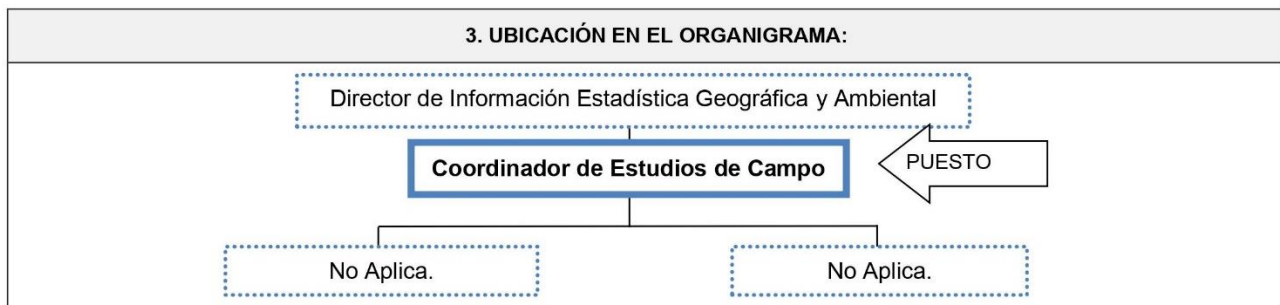 3. UBICACIÓN EN EL ORGANIGRAMA:
Director de Información Estadística Geográfica y Ambiental
Coordinador de Estudios de Campo
PUESTO
No Aplica.
No Aplica.